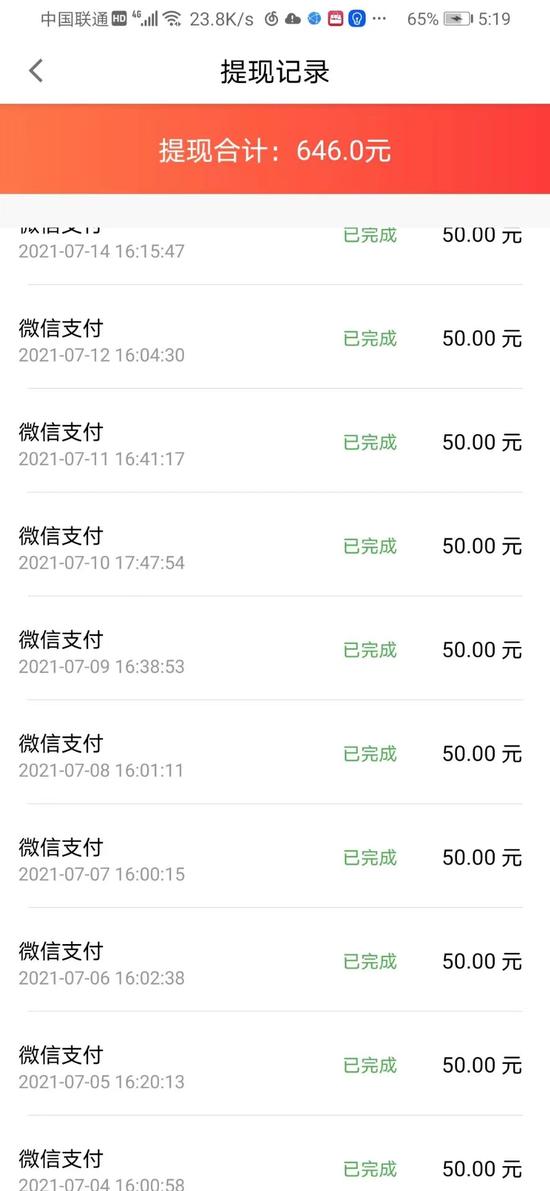 中国联通 HD 4G 23.8K/s 65% 5:19
提现记录
提现合计：646.0元
微信支付
2021-07-14 16:15:47
已完成
50.00 元
微信支付
2021-07-12 16:04:30
已完成
50.00 元
微信支付
2021-07-11 16:41:17
已完成
50.00 元
微信支付
2021-07-10 17:47:54
已完成
50.00 元
微信支付
2021-07-09 16:38:53
已完成
50.00 元
微信支付
2021-07-08 16:01:11
已完成
50.00 元
微信支付
2021-07-07 16:00:15
已完成
50.00 元
微信支付
2021-07-06 16:02:38
已完成
50.00 元
微信支付
2021-07-05 16:20:13
已完成
50.00 元
微信支付
2021-07-04 16:00:58
已完成
50.00 元